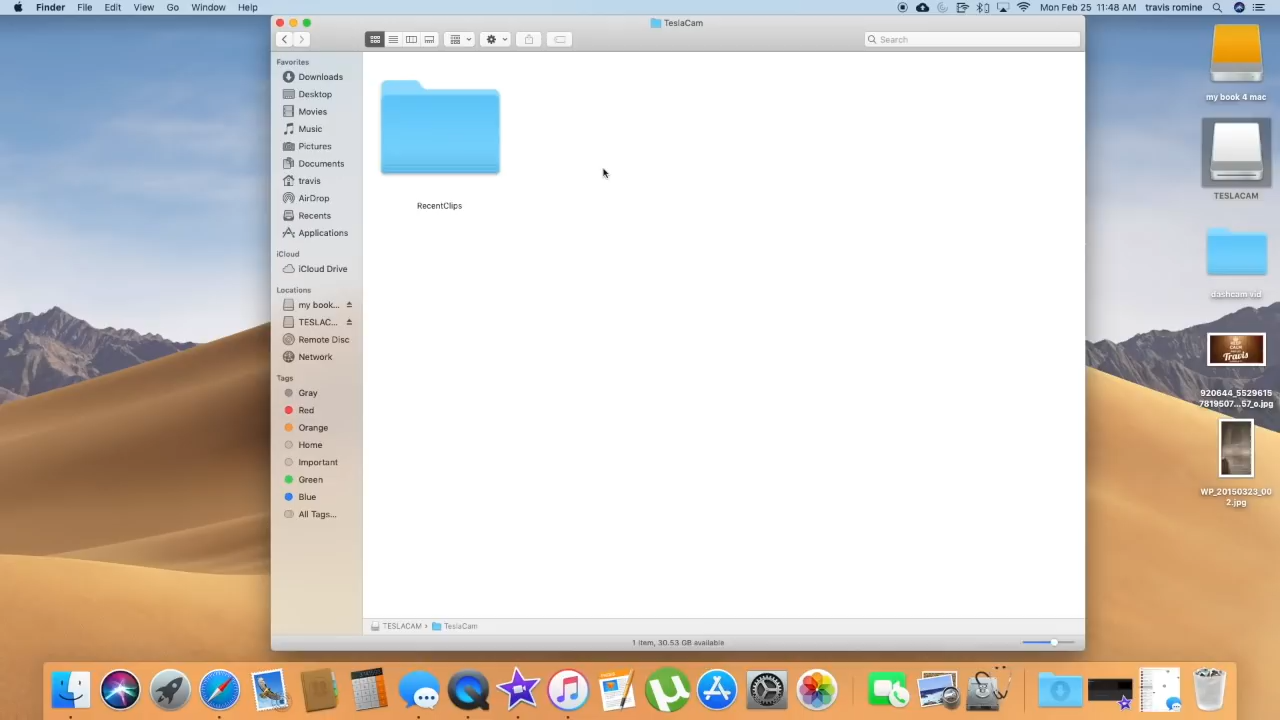 Finder File Edit View Go Window Help
Mon Feb 25 11:48 AM travis romine
TeslaCam
Search
Favorites
Downloads
Desktop
Movies
Music
Pictures
Documents
travis
AirDrop
Recents
Applications
iCloud
iCloud Drive
Locations
my book...
TESLAC...
Remote Disc
Network
Tags
Gray
Red
Orange
Home
Important
Green
Blue
All Tags...
RecentClips
TESLACAM › TeslaCam
1 item, 30.53 GB available
my book 4 mac
TESLACAM
dashcam vid
KEEP
CALM
Travis
920644_5529615
7819507...57_o.jpg
WP_20150323_00
2.jpg